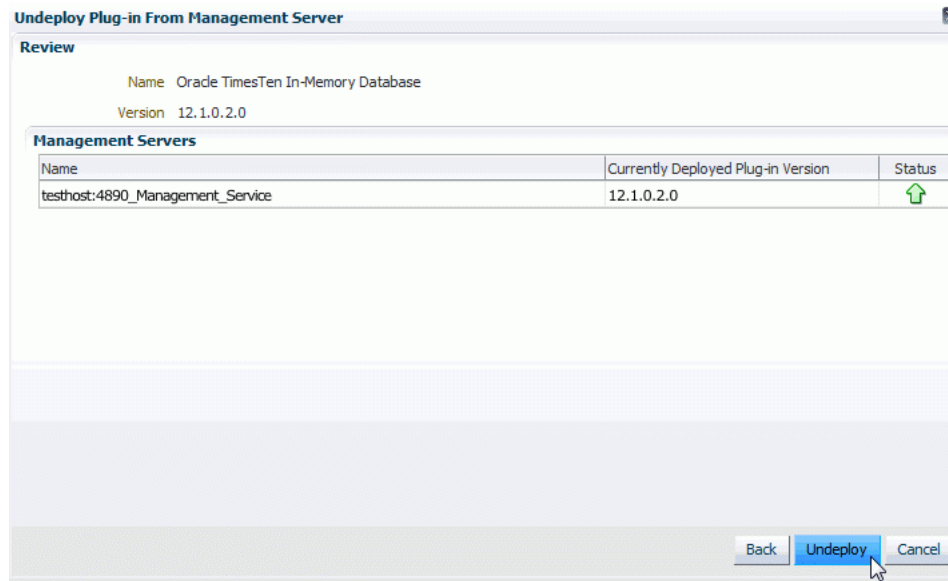 Undeploy Plug-in From Management Server
Review
Name Oracle TimesTen In-Memory Database
Version 12.1.0.2.0
Management Servers
Name Currently Deployed Plug-in Version Status
testhost:4890_Management_Service 12.1.0.2.0
Back Undeploy Cancel